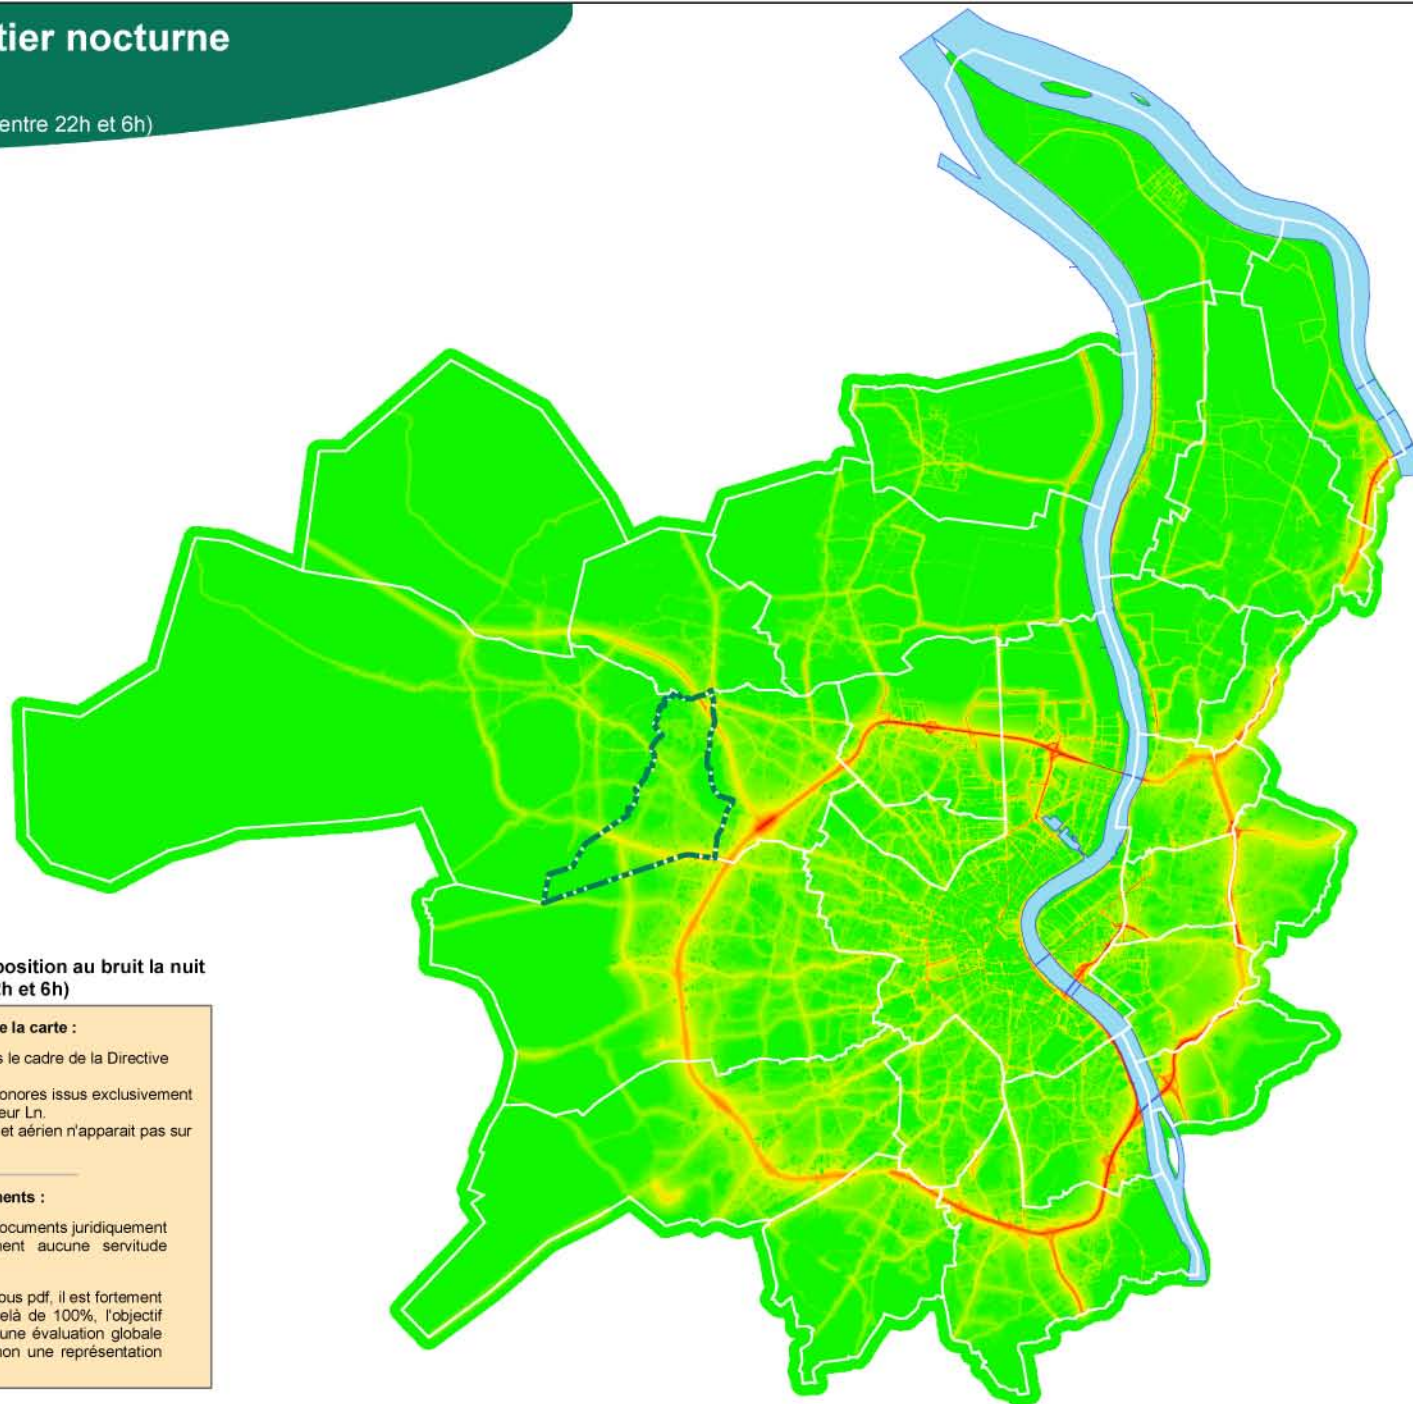 tier nocturne
entre 22h et 6h)
position au bruit la nuit
h et 6h)
e la carte :
s le cadre de la Directive
onores issus exclusivement
eur Ln.
et aérien n'apparait pas sur
ments :
ocuments juridiquement
ment aucune servitude
ous pdf, il est fortement
elà de 100%, l'objectif
une évaluation globale
non une représentation